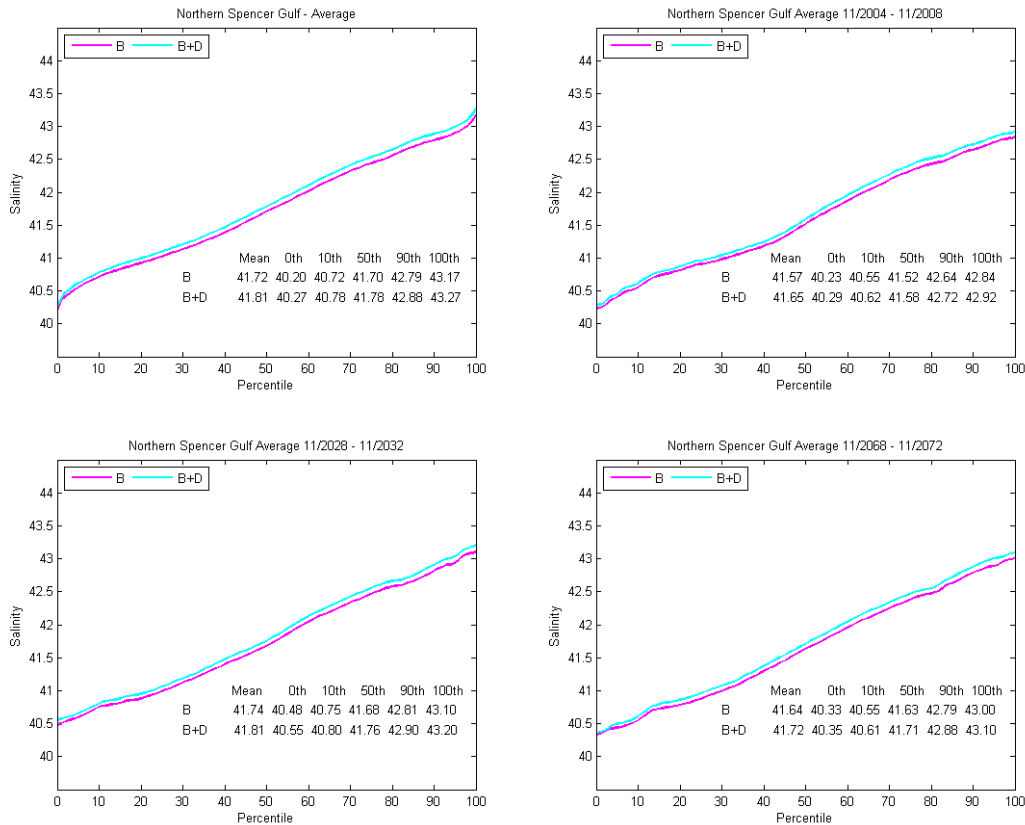 Northern Spencer Gulf - Average
B
B+D
44
43.5
43
42.5
42
41.5
41
40.5
40
Salinity
Mean 0th 10th 50th 90th 100th
B 41.72 40.20 40.72 41.70 42.79 43.17
B+D 41.81 40.27 40.78 41.78 42.88 43.27
0 10 20 30 40 50 60 70 80 90 100
Percentile
Northern Spencer Gulf Average 11/2004 - 11/2008
B
B+D
44
43.5
43
42.5
42
41.5
41
40.5
40
Salinity
Mean 0th 10th 50th 90th 100th
B 41.57 40.23 40.55 41.52 42.64 42.84
B+D 41.65 40.29 40.62 41.58 42.72 42.92
0 10 20 30 40 50 60 70 80 90 100
Percentile
Northern Spencer Gulf Average 11/2028 - 11/2032
B
B+D
44
43.5
43
42.5
42
41.5
41
40.5
40
Salinity
Mean 0th 10th 50th 90th 100th
B 41.74 40.48 40.75 41.68 42.81 43.10
B+D 41.81 40.55 40.80 41.76 42.90 43.20
0 10 20 30 40 50 60 70 80 90 100
Percentile
Northern Spencer Gulf Average 11/2068 - 11/2072
B
B+D
44
43.5
43
42.5
42
41.5
41
40.5
40
Salinity
Mean 0th 10th 50th 90th 100th
B 41.64 40.33 40.55 41.63 42.79 43.00
B+D 41.72 40.35 40.61 41.71 42.88 43.10
0 10 20 30 40 50 60 70 80 90 100
Percentile